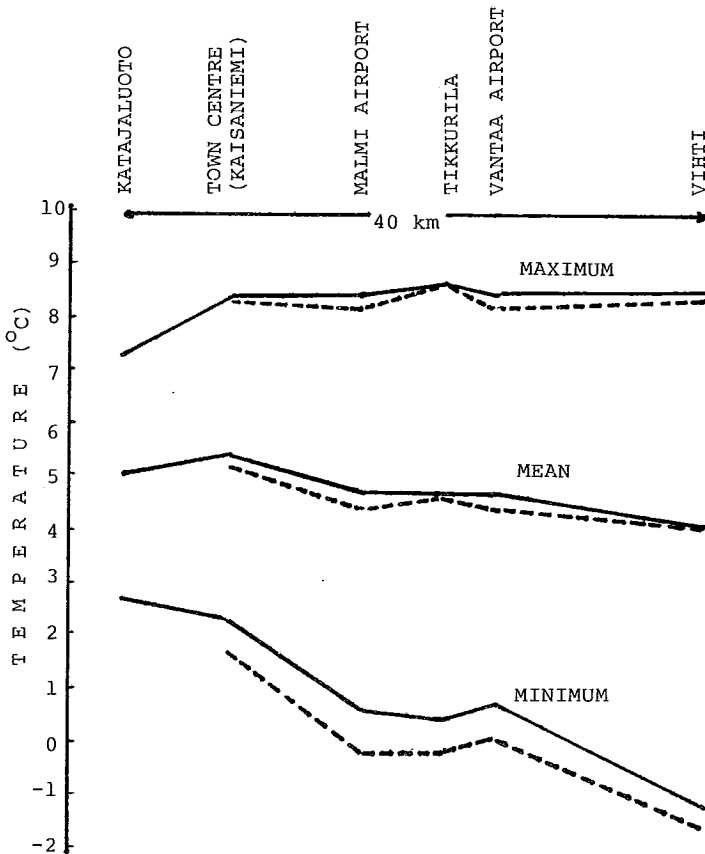 KATAJALUOTO
TOWN CENTRE
(KAISANIEMI)
MALMI AIRPORT
TIKKURILA
VANTAA AIRPORT
VIHTI
40 km
TEMPERATURE (°C)
10
9
8
7
6
5
4
3
2
1
0
-1
-2
MAXIMUM
MEAN
MINIMUM